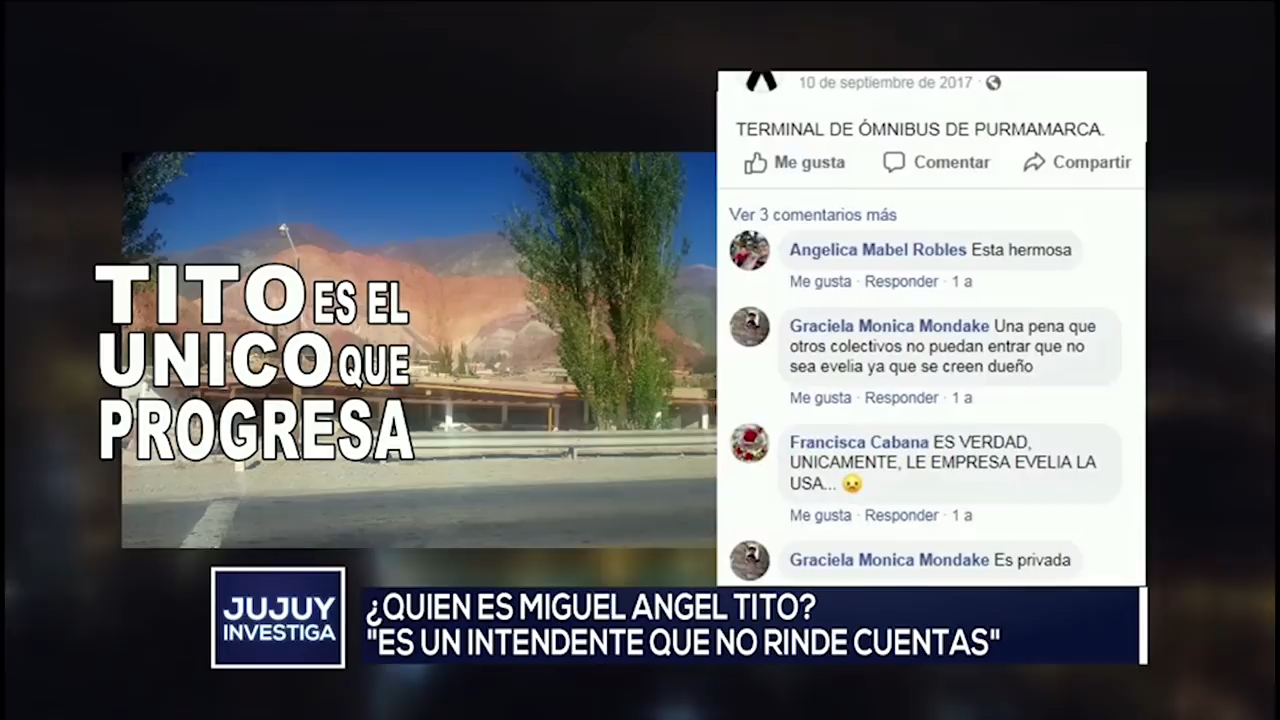 10 de septiembre de 2017 ·
TERMINAL DE ÓMNIBUS DE PURMAMARCA.
Me gusta Comentar Compartir
Ver 3 comentarios más
Angelica Mabel Robles Esta hermosa
Me gusta · Responder · 1 a
Graciela Monica Mondake Una pena que
otros colectivos no puedan entrar que no
sea evelia ya que se creen dueño
Me gusta · Responder · 1 a
Francisca Cabana ES VERDAD,
UNICAMENTE, LE EMPRESA EVELIA LA
USA... 😟
Me gusta · Responder · 1 a
Graciela Monica Mondake Es privada
TITO ES EL
UNICO QUE
PROGRESA
JUJUY
INVESTIGA
¿QUIEN ES MIGUEL ANGEL TITO?
"ES UN INTENDENTE QUE NO RINDE CUENTAS"